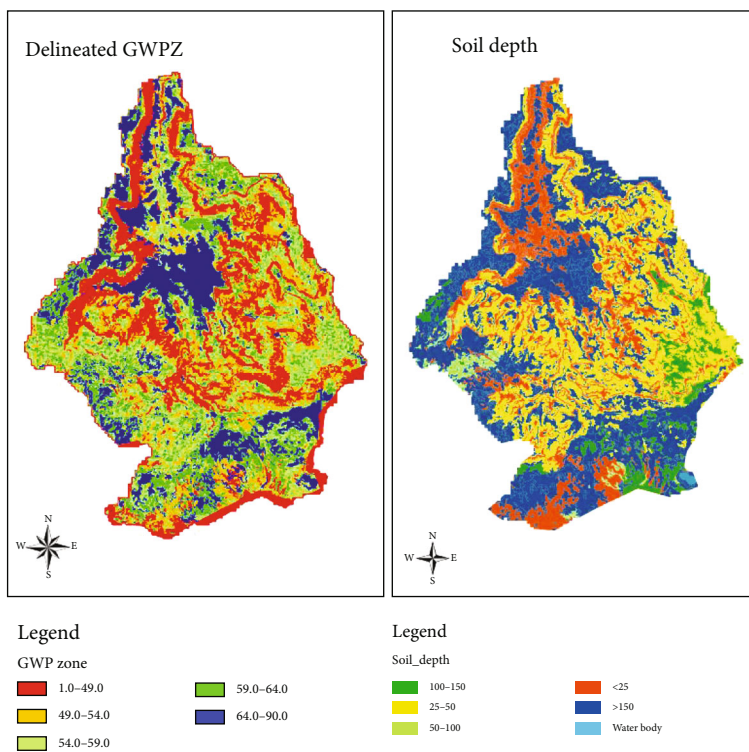 Delineated GWPZ
N
W E
S
Legend
GWP zone
1.0–49.0
49.0–54.0
54.0–59.0
59.0–64.0
64.0–90.0
Soil depth
N
W E
S
Legend
Soil_depth
100–150
25–50
50–100
<25
>150
Water body